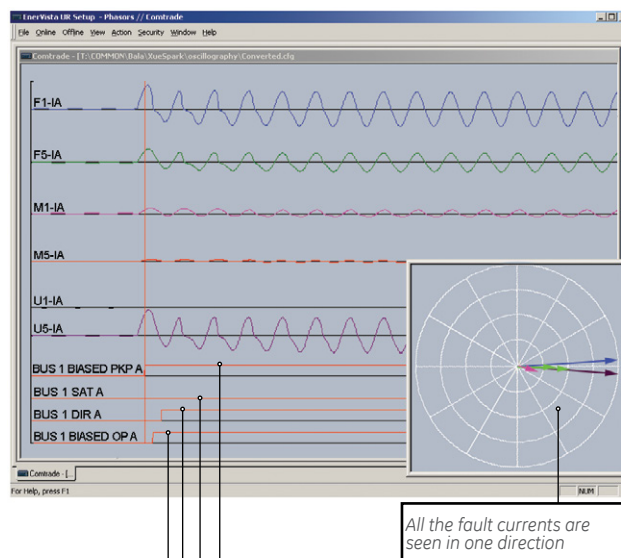 EnerVista UR Setup - Phasors // Comtrade
File Online Offline View Action Security Window Help
Comtrade - [T:\COMMON\Bala\XueSpark\oscillography\Converted.cfg
F1-IA
F5-IA
M1-IA
M5-IA
U1-IA
U5-IA
BUS 1 BIASED PKP A
BUS 1 SAT A
BUS 1 DIR A
BUS 1 BIASED OP A
Comtrade - [...
For Help, press F1
NUM
All the fault currents are
seen in one direction